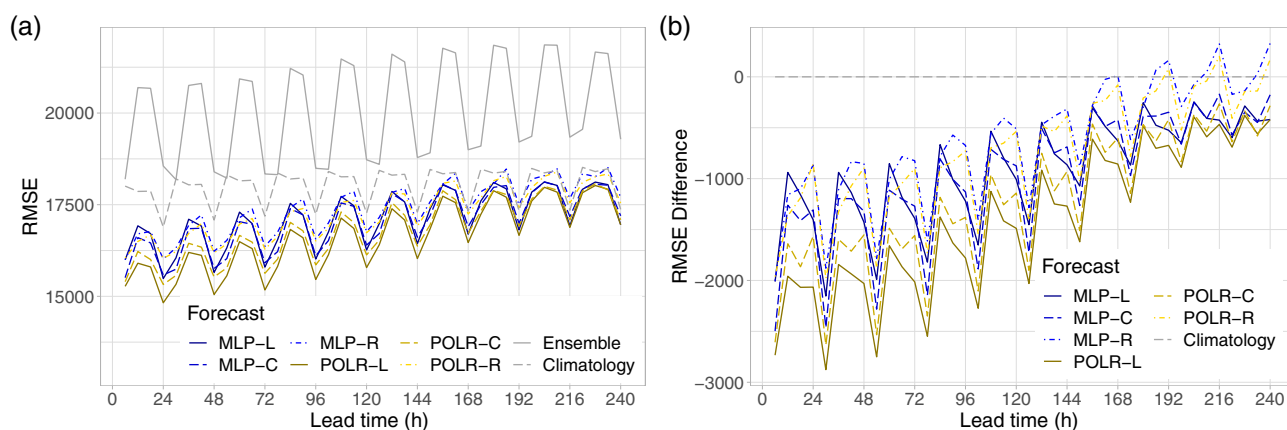 (a)
RMSE
20000
17500
15000
Forecast
MLP−L
MLP−R
POLR−C
Ensemble
MLP−C
POLR−L
POLR−R
Climatology
0 24 48 72 96 120 144 168 192 216 240
Lead time (h)
(b)
RMSE Difference
0
−1000
−2000
−3000
Forecast
MLP−L
POLR−C
MLP−C
POLR−R
MLP−R
Climatology
POLR−L
0 24 48 72 96 120 144 168 192 216 240
Lead time (h)